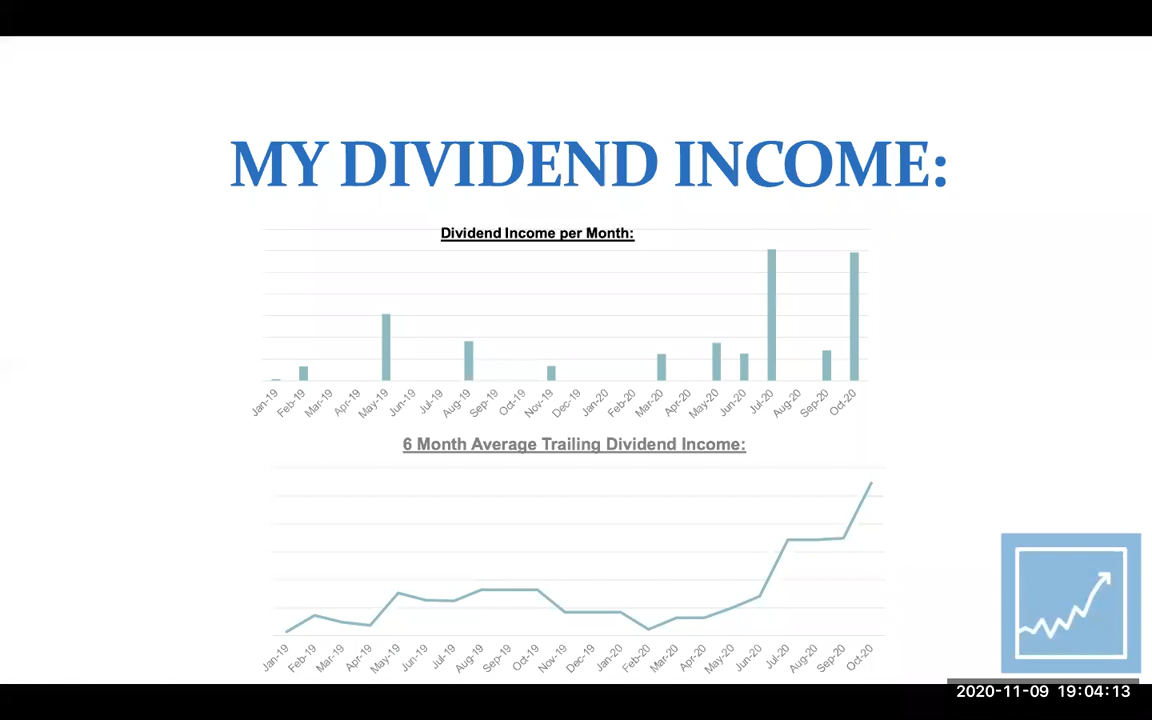 MY DIVIDEND INCOME:
Dividend Income per Month:
Jan-19 Feb-19 Mar-19 Apr-19 May-19 Jun-19 Jul-19 Aug-19 Sep-19 Oct-19 Nov-19 Dec-19 Jan-20 Feb-20 Mar-20 Apr-20 May-20 Jun-20 Jul-20 Aug-20 Sep-20 Oct-20
6 Month Average Trailing Dividend Income:
Jan-19 Feb-19 Mar-19 Apr-19 May-19 Jun-19 Jul-19 Aug-19 Sep-19 Oct-19 Nov-19 Dec-19 Jan-20 Feb-20 Mar-20 Apr-20 May-20 Jun-20 Jul-20 Aug-20 Sep-20 Oct-20
2020-11-09 19:04:13